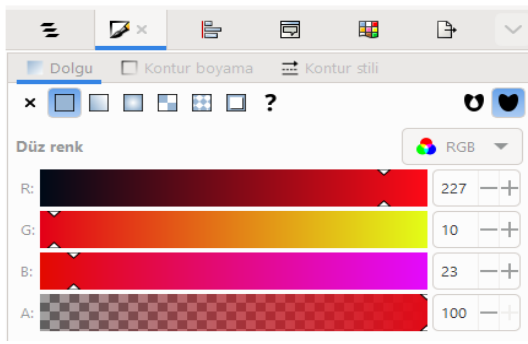 Dolgu Kontur boyama Kontur stili
?
Düz renk RGB
R: 227
G: 10
B: 23
A: 100